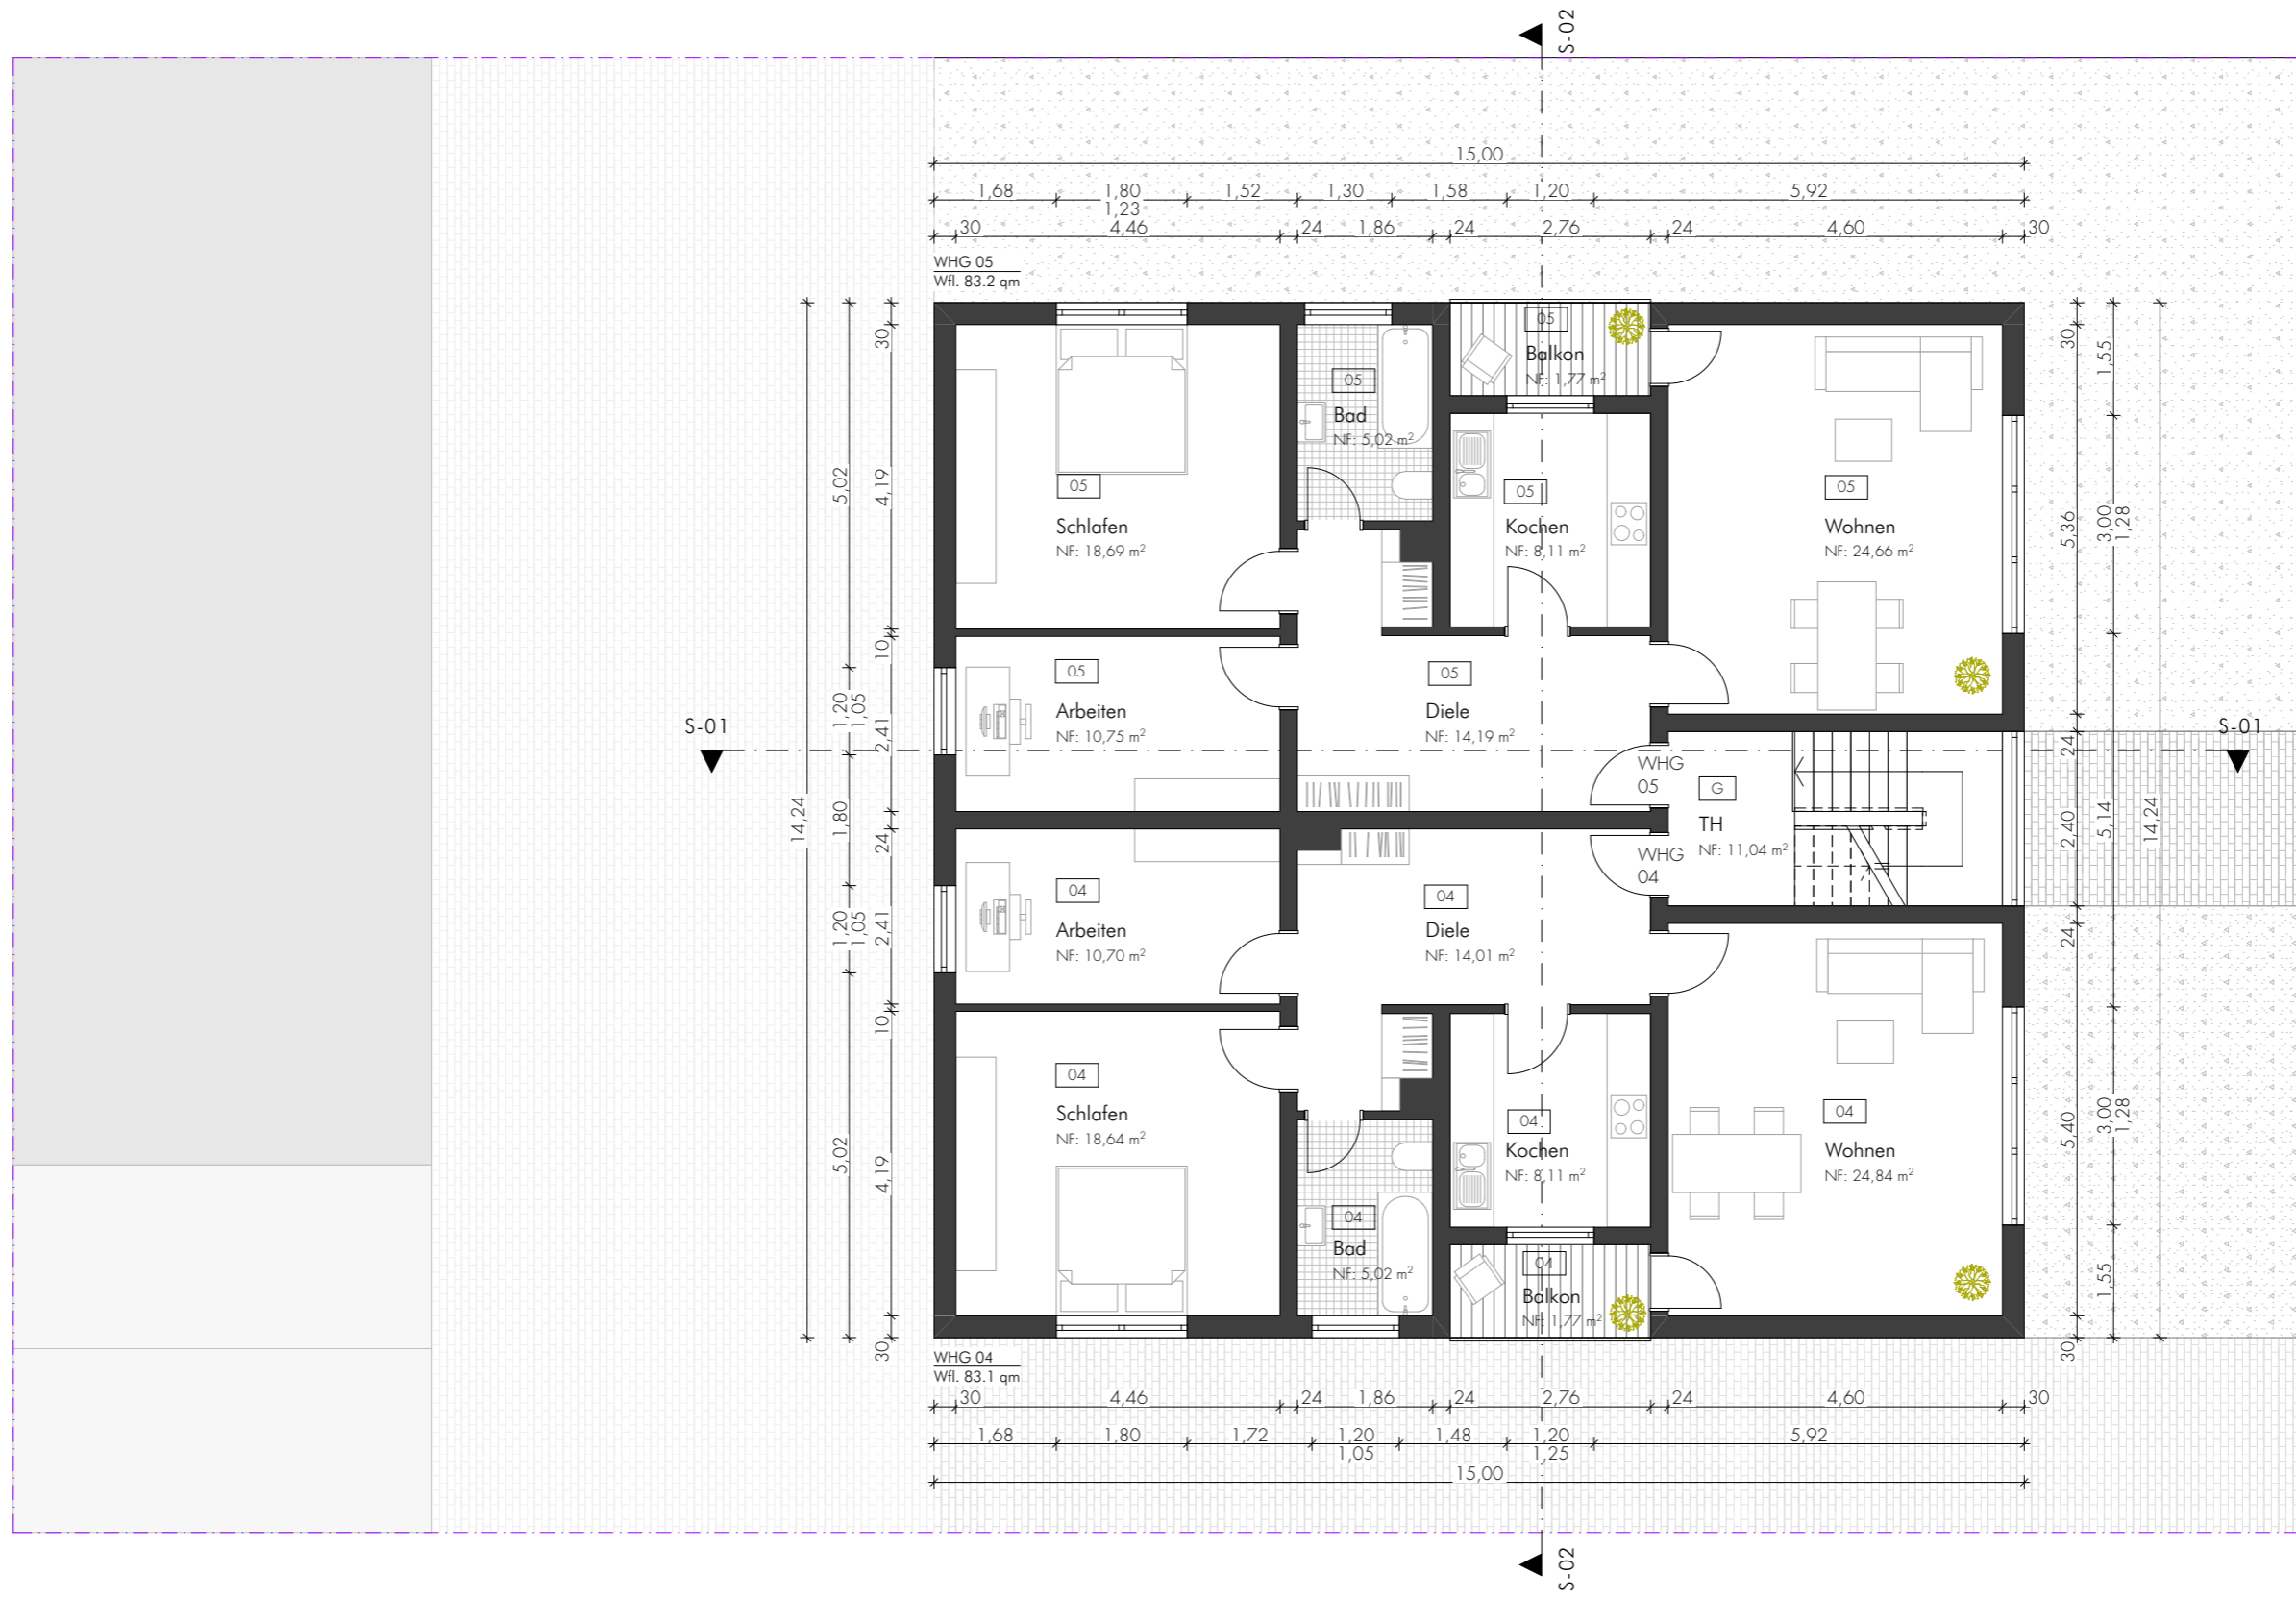 S-02
15,00
1,68 1,80 1,52 1,30 1,58 1,20 5,92
1,23
30 4,46 24 1,86 24 2,76 24 4,60 30
WHG 05
Wfl. 83.2 qm
05
Balkon
NF: 1,77 m²
05
Bad
NF: 5,02 m²
05
Schlafen
NF: 18,69 m²
05
Kochen
NF: 8,11 m²
05
Wohnen
NF: 24,66 m²
05
Arbeiten
NF: 10,75 m²
05
Diele
NF: 14,19 m²
S-01
S-01
WHG
05
G
TH
NF: 11,04 m²
WHG
04
04
Arbeiten
NF: 10,70 m²
04
Diele
NF: 14,01 m²
04
Schlafen
NF: 18,64 m²
04
Kochen
NF: 8,11 m²
04
Wohnen
NF: 24,84 m²
04
Bad
NF: 5,02 m²
04
Balkon
NF: 1,77 m²
14,24
5,02
1,20
1,05
1,80
1,20
1,05
5,02
30
4,19
10
2,41
24
2,41
10
4,19
30
30
5,36
24
2,40
24
5,40
30
1,55
3,00
1,28
5,14
3,00
1,28
1,55
14,24
WHG 04
Wfl. 83.1 qm
30 4,46 24 1,86 24 2,76 24 4,60 30
1,68 1,80 1,72 1,20 1,48 1,20 5,92
1,05 1,25
15,00
S-02